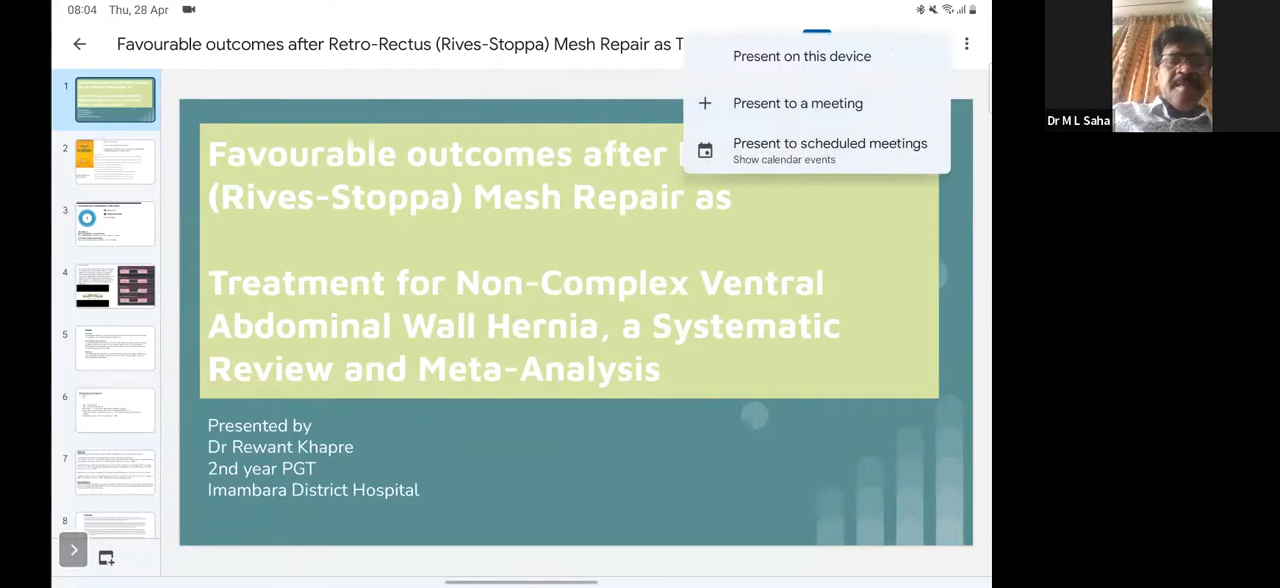 08:04 Thu, 28 Apr
Favourable outcomes after Retro-Rectus (Rives-Stoppa) Mesh Repair as T
Present on this device
Present to a meeting
Present to scheduled meetings
Show calendar events
Dr M L Saha
1
2
3
4
5
6
7
8
Favourable outcomes after
(Rives-Stoppa) Mesh Repair as
Treatment for Non-Complex Ventral
Abdominal Wall Hernia, a Systematic
Review and Meta-Analysis
Presented by
Dr Rewant Khapre
2nd year PGT
Imambara District Hospital